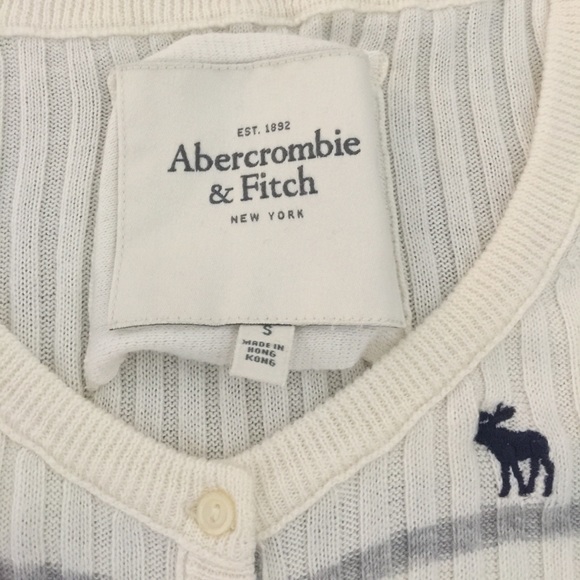 EST. 1892
Abercrombie
& Fitch
NEW YORK
S
MADE IN
HONG
KONG